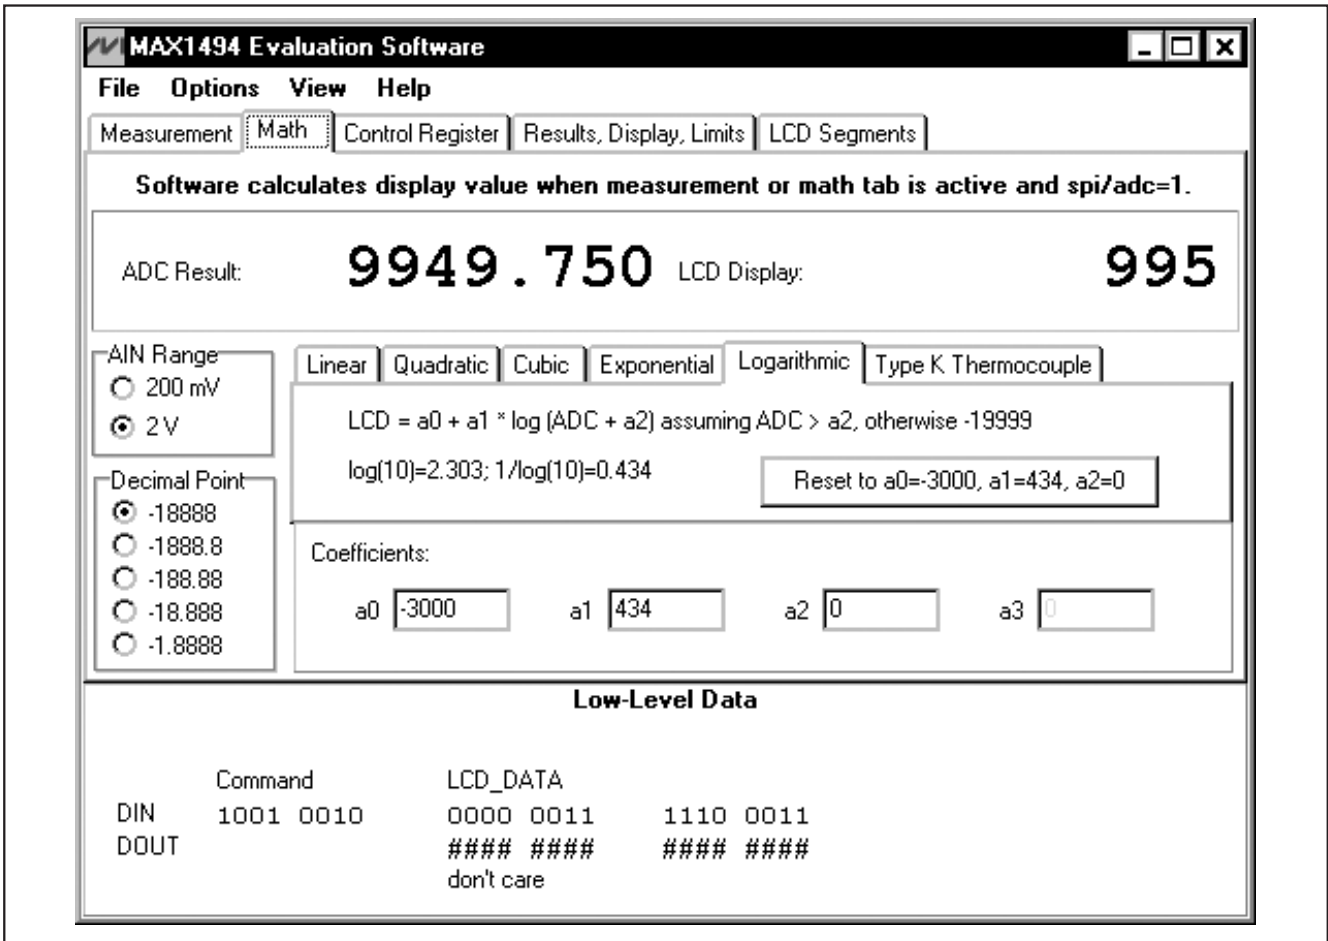 MAX1494 Evaluation Software
File Options View Help
Measurement Math Control Register Results, Display, Limits LCD Segments
Software calculates display value when measurement or math tab is active and spi/adc=1.
ADC Result: 9949.750 LCD Display: 995
AIN Range
200 mV
2 V
Decimal Point
-18888
-1888.8
-188.88
-18.888
-1.8888
Linear Quadratic Cubic Exponential Logarithmic Type K Thermocouple
LCD = a0 + a1 * log (ADC + a2) assuming ADC > a2, otherwise -19999
log(10)=2.303; 1/log(10)=0.434
Reset to a0=-3000, a1=434, a2=0
Coefficients:
a0 -3000 a1 434 a2 0 a3 0
Low-Level Data
Command LCD_DATA
DIN 1001 0010 0000 0011 1110 0011
DOUT #### #### #### ####
don't care